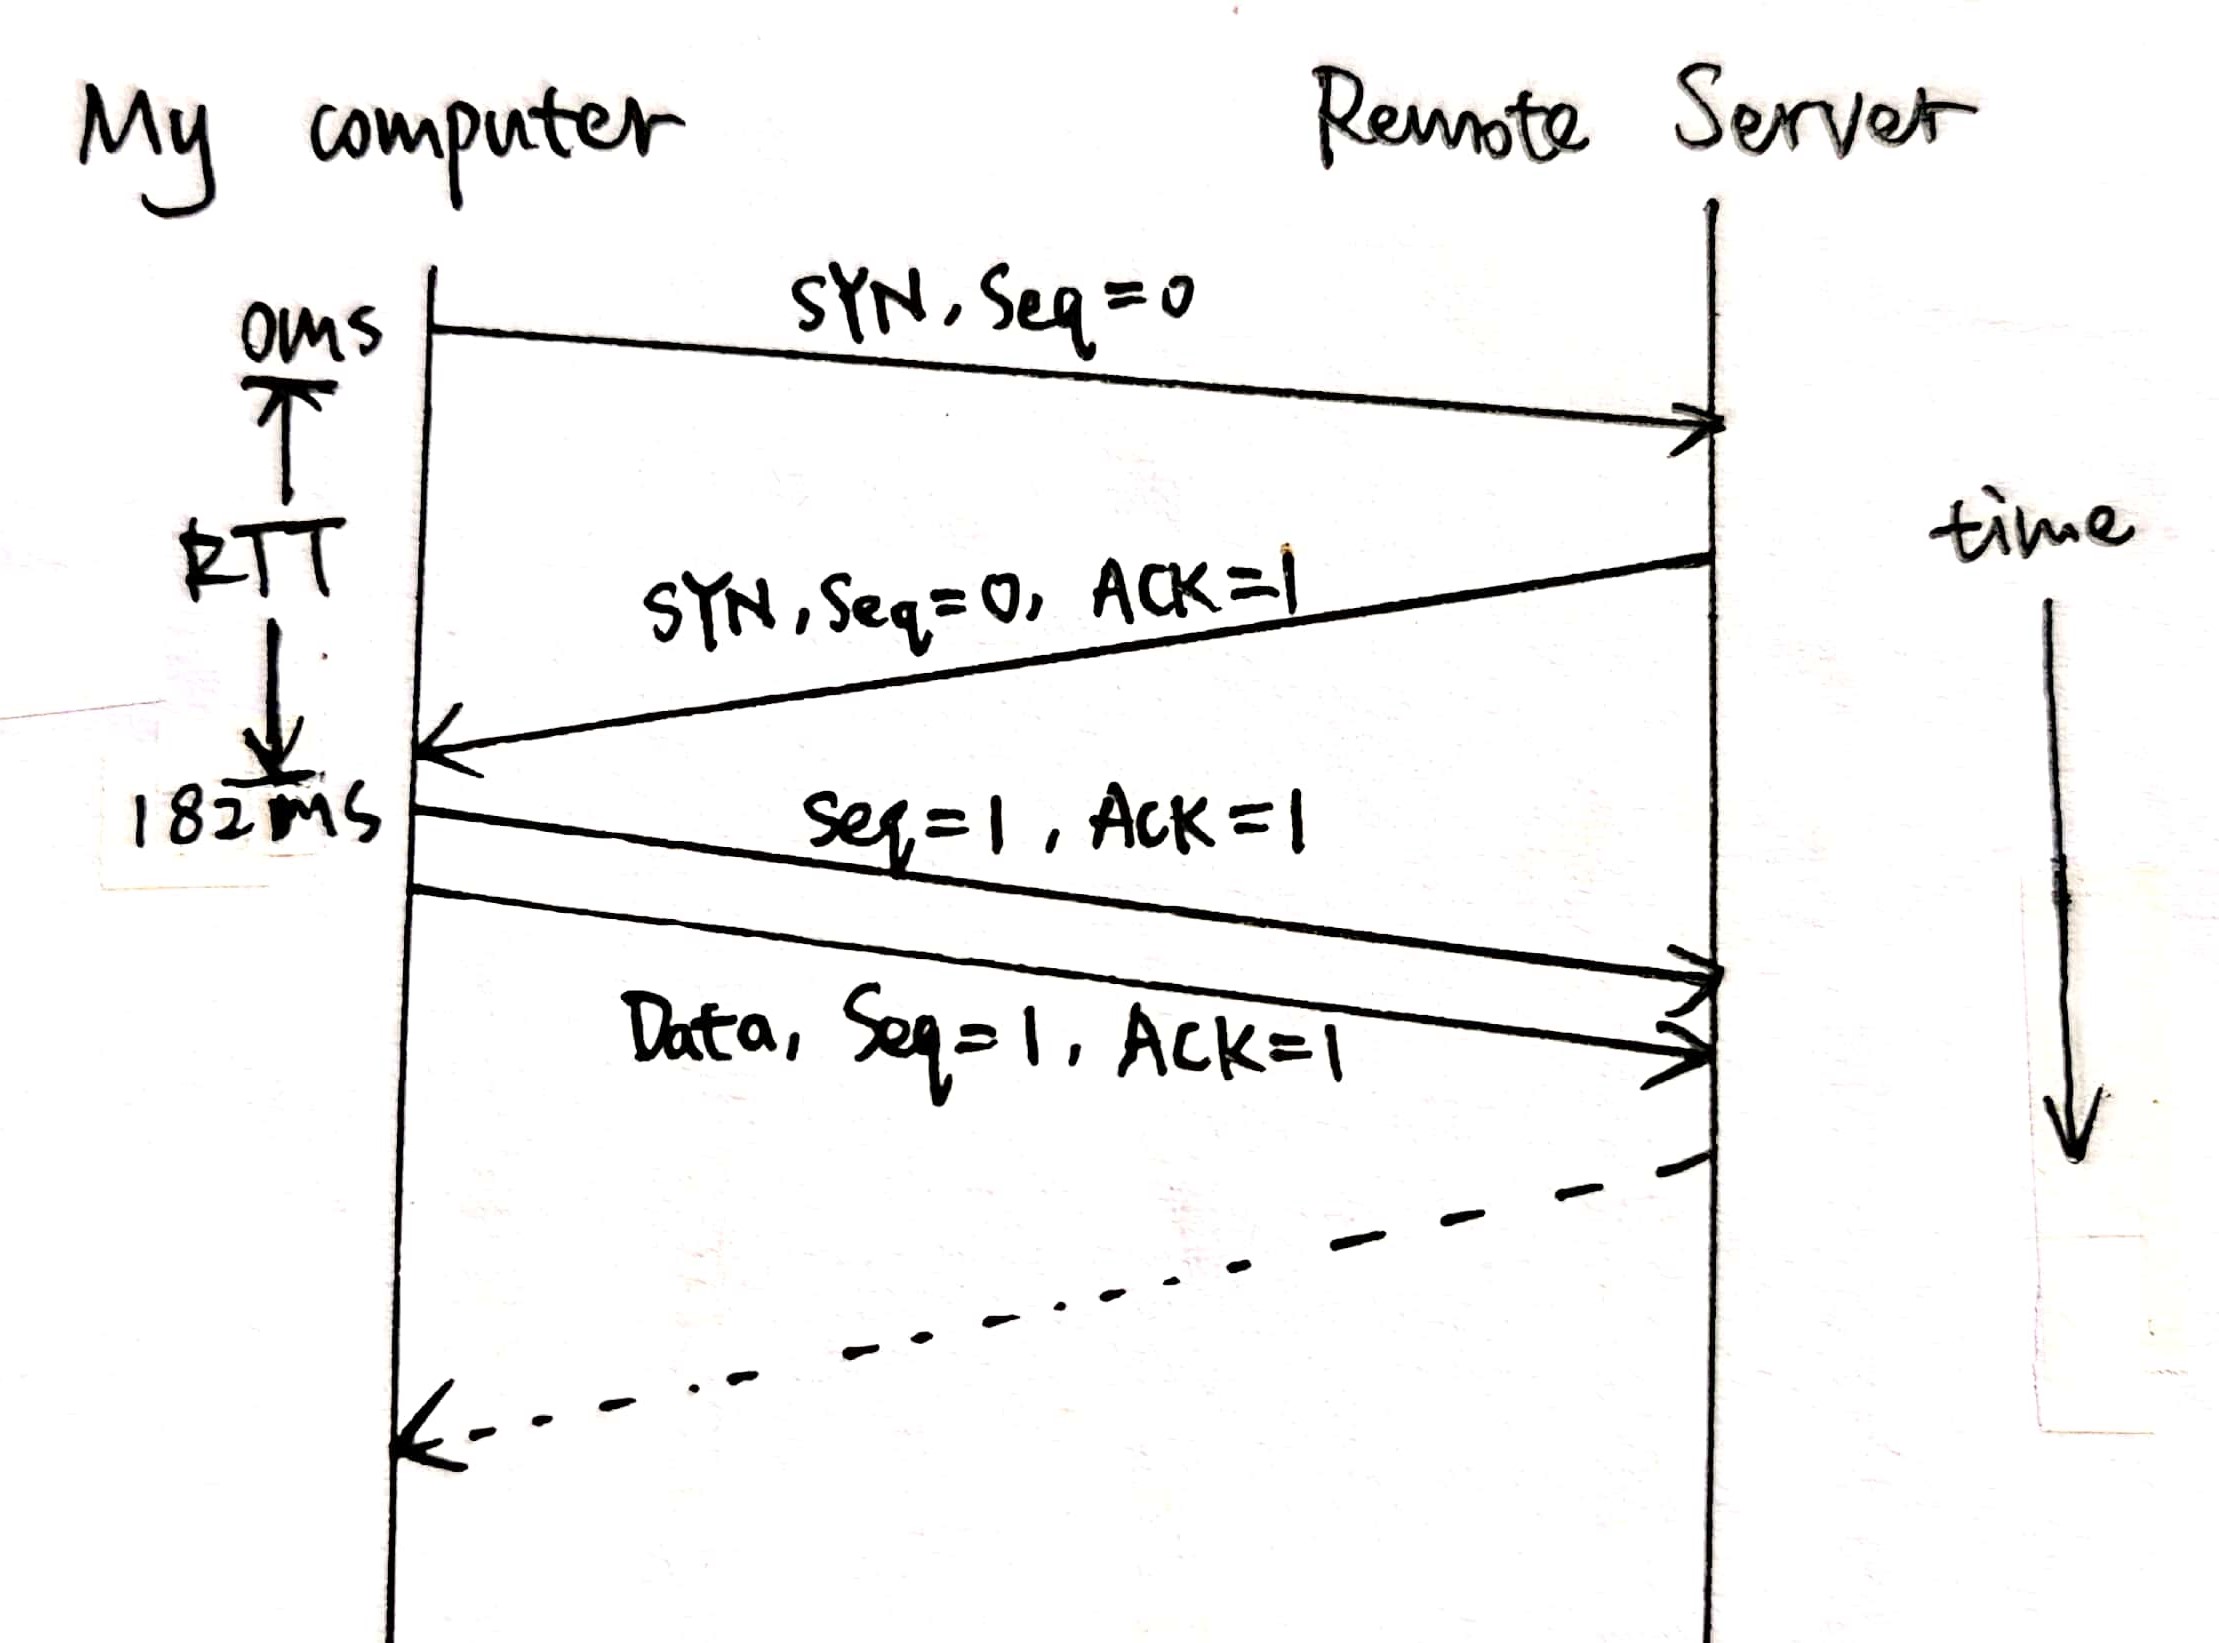 My computer
Remote Server
SYN, Seq=0
0ms
RTT
time
SYN, Seq=0, ACK=1
182ms
Seq=1, ACK=1
Data, Seq=1, ACK=1